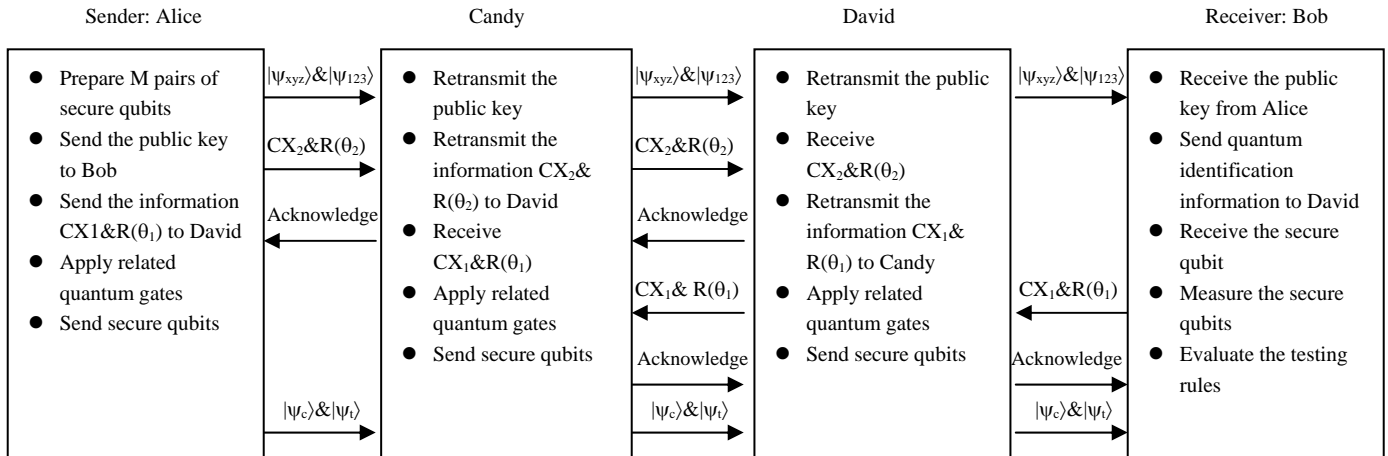 Sender: Alice
Candy
David
Receiver: Bob
● Prepare M pairs of
secure qubits
● Send the public key
to Bob
● Send the information
CX1&R(θ₁) to David
● Apply related
quantum gates
● Send secure qubits
|ψxyz⟩&|ψ₁₂₃⟩
CX₂&R(θ₂)
Acknowledge
|ψc⟩&|ψt⟩
● Retransmit the
public key
● Retransmit the
information CX₂&
R(θ₂) to David
● Receive
CX₁&R(θ₁)
● Apply related
quantum gates
● Send secure qubits
|ψxyz⟩&|ψ₁₂₃⟩
CX₂&R(θ₂)
Acknowledge
CX₁& R(θ₁)
Acknowledge
|ψc⟩&|ψt⟩
● Retransmit the public
key
● Receive
CX₂&R(θ₂)
● Retransmit the
information CX₁&
R(θ₁) to Candy
● Apply related
quantum gates
● Send secure qubits
|ψxyz⟩&|ψ₁₂₃⟩
CX₁&R(θ₁)
Acknowledge
|ψc⟩&|ψt⟩
● Receive the public
key from Alice
● Send quantum
identification
information to David
● Receive the secure
qubit
● Measure the secure
qubits
● Evaluate the testing
rules